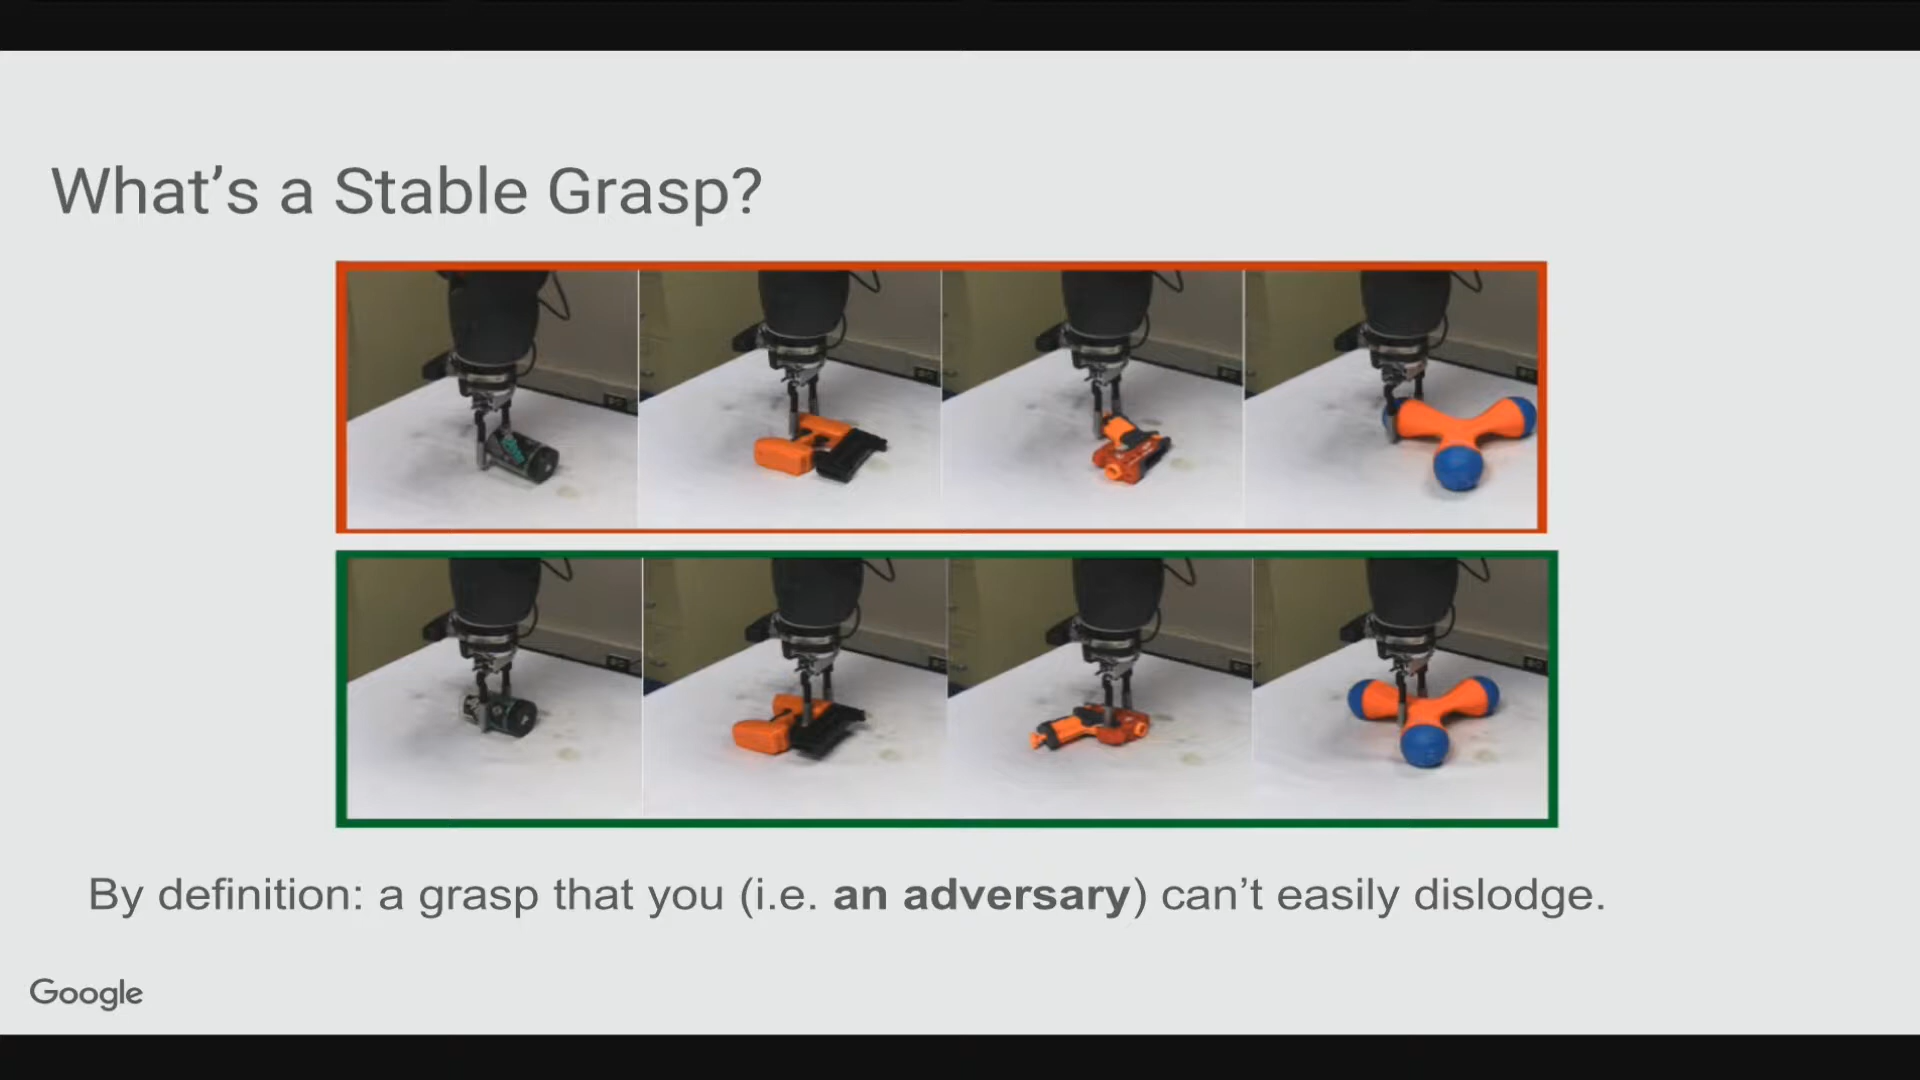 What’s a Stable Grasp?
By definition: a grasp that you (i.e. an adversary) can’t easily dislodge.
Google